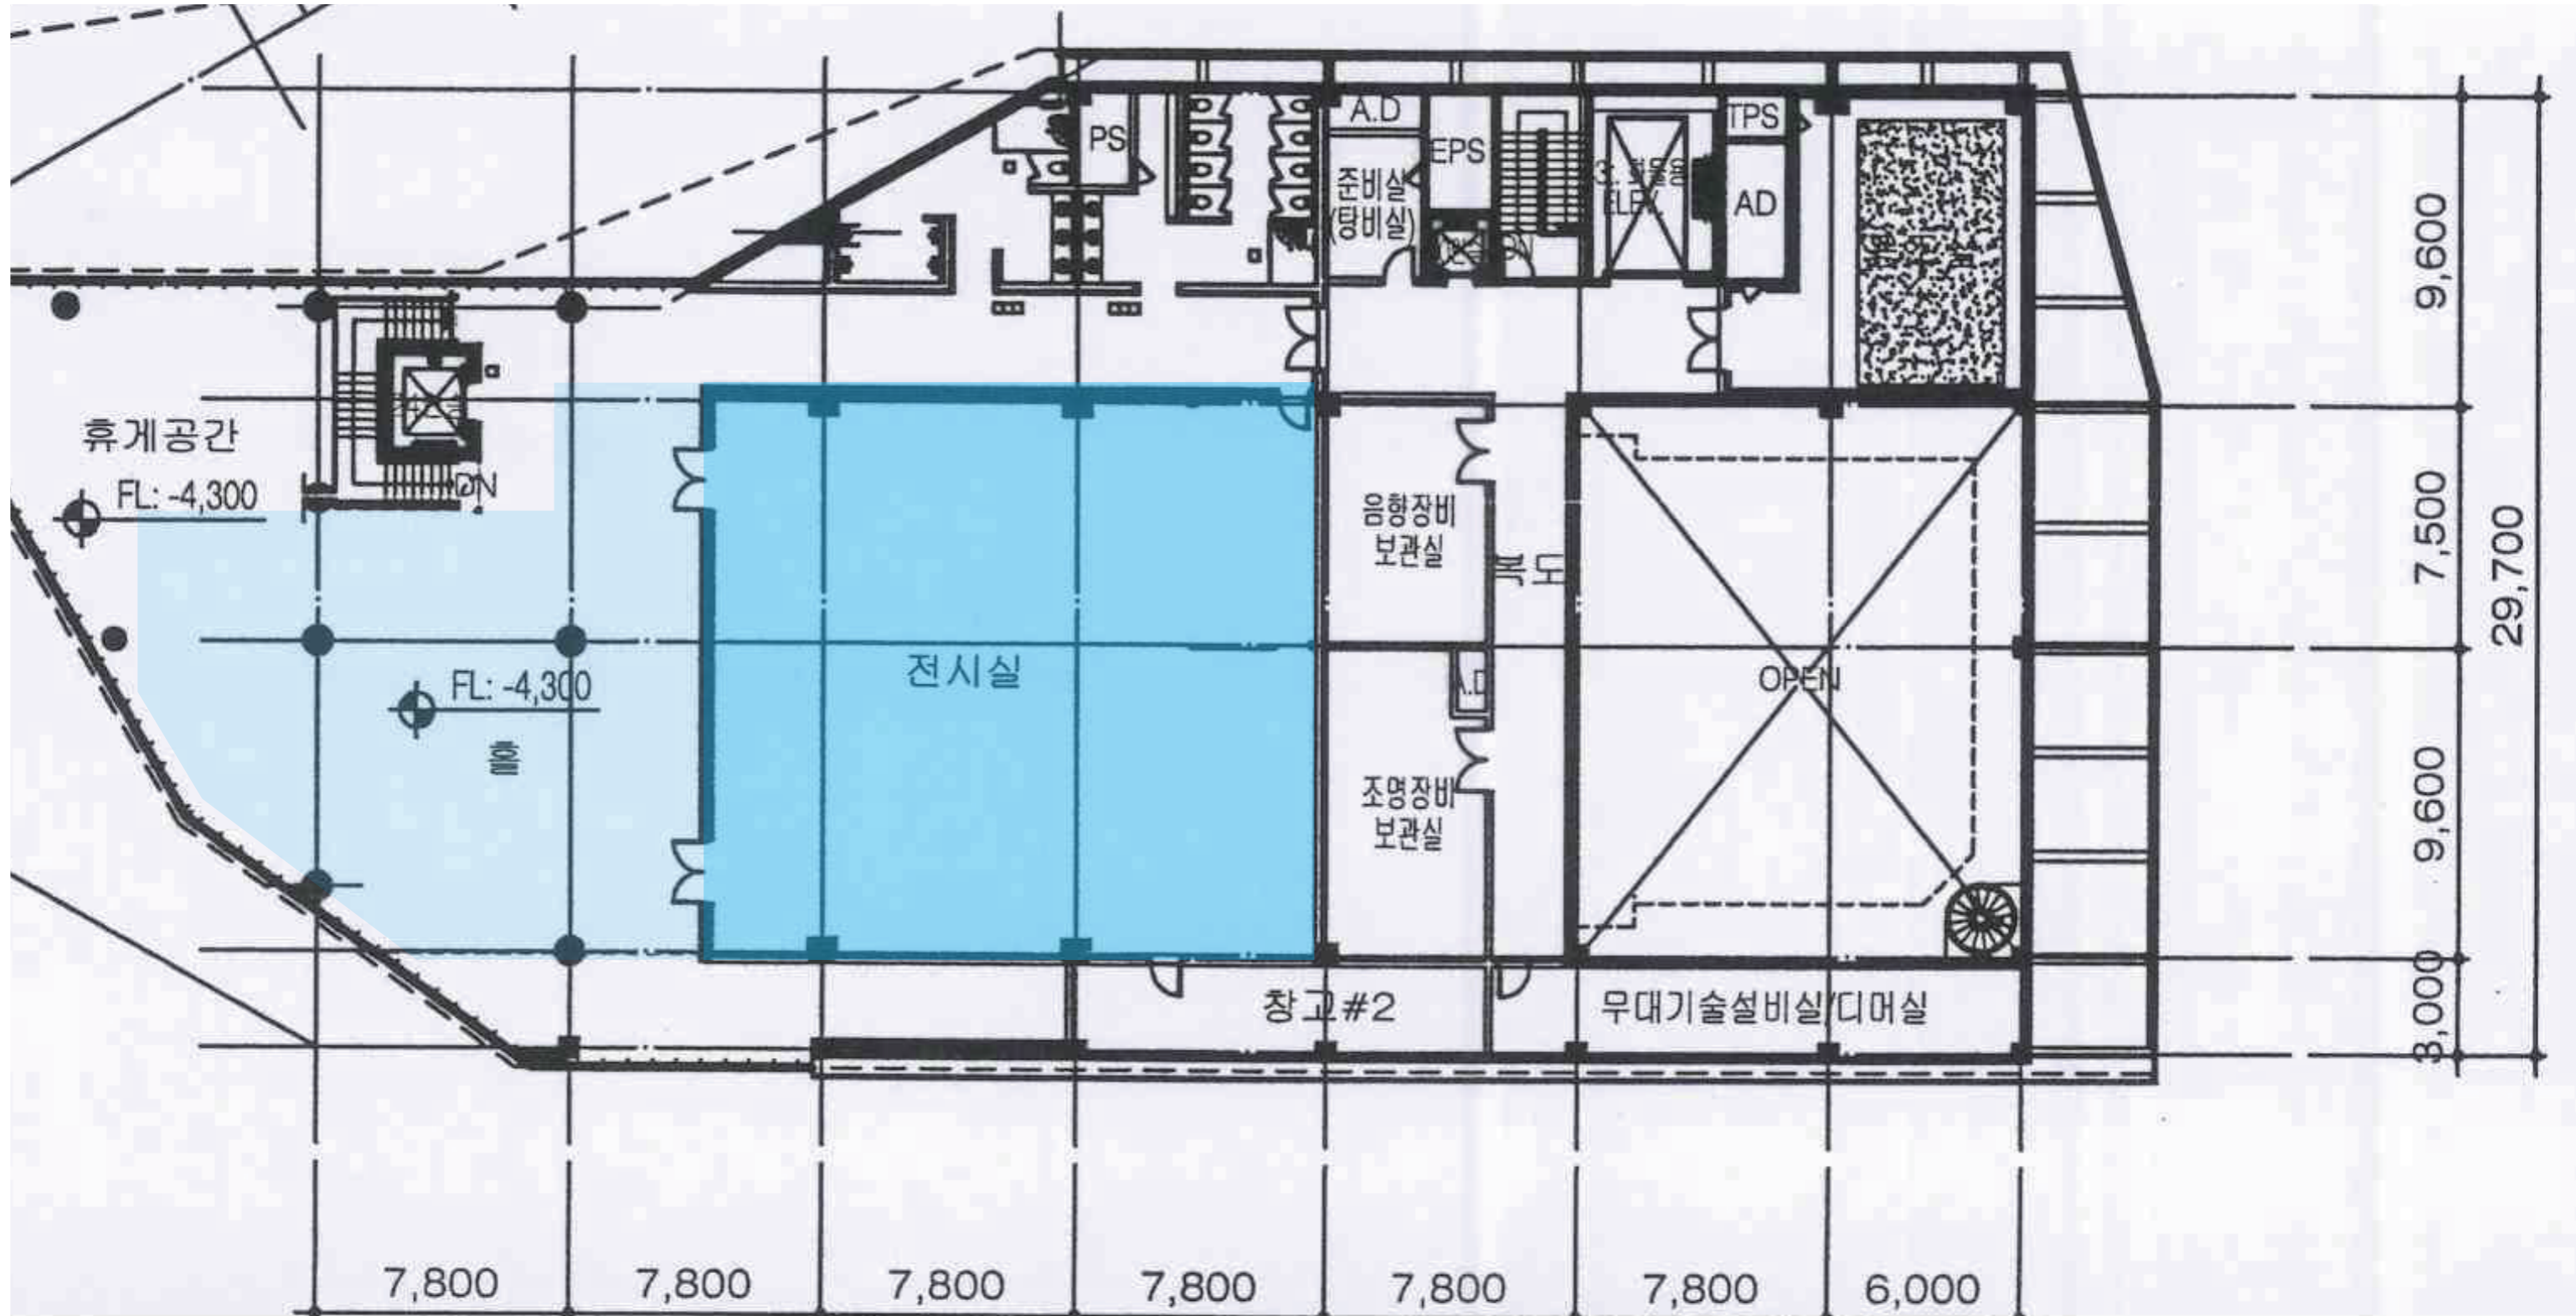 PS
A.D
EPS
TPS
AD
준비실
(탕비실)
ELEV.
휴게공간
FL: -4,300
DN
음향장비
보관실
복도
전시실
FL: -4,300
홀
A.D
OPEN
조명장비
보관실
창고#2
무대기술설비실/디머실
9,600
7,500
29,700
9,600
3,000
7,800
7,800
7,800
7,800
7,800
7,800
6,000